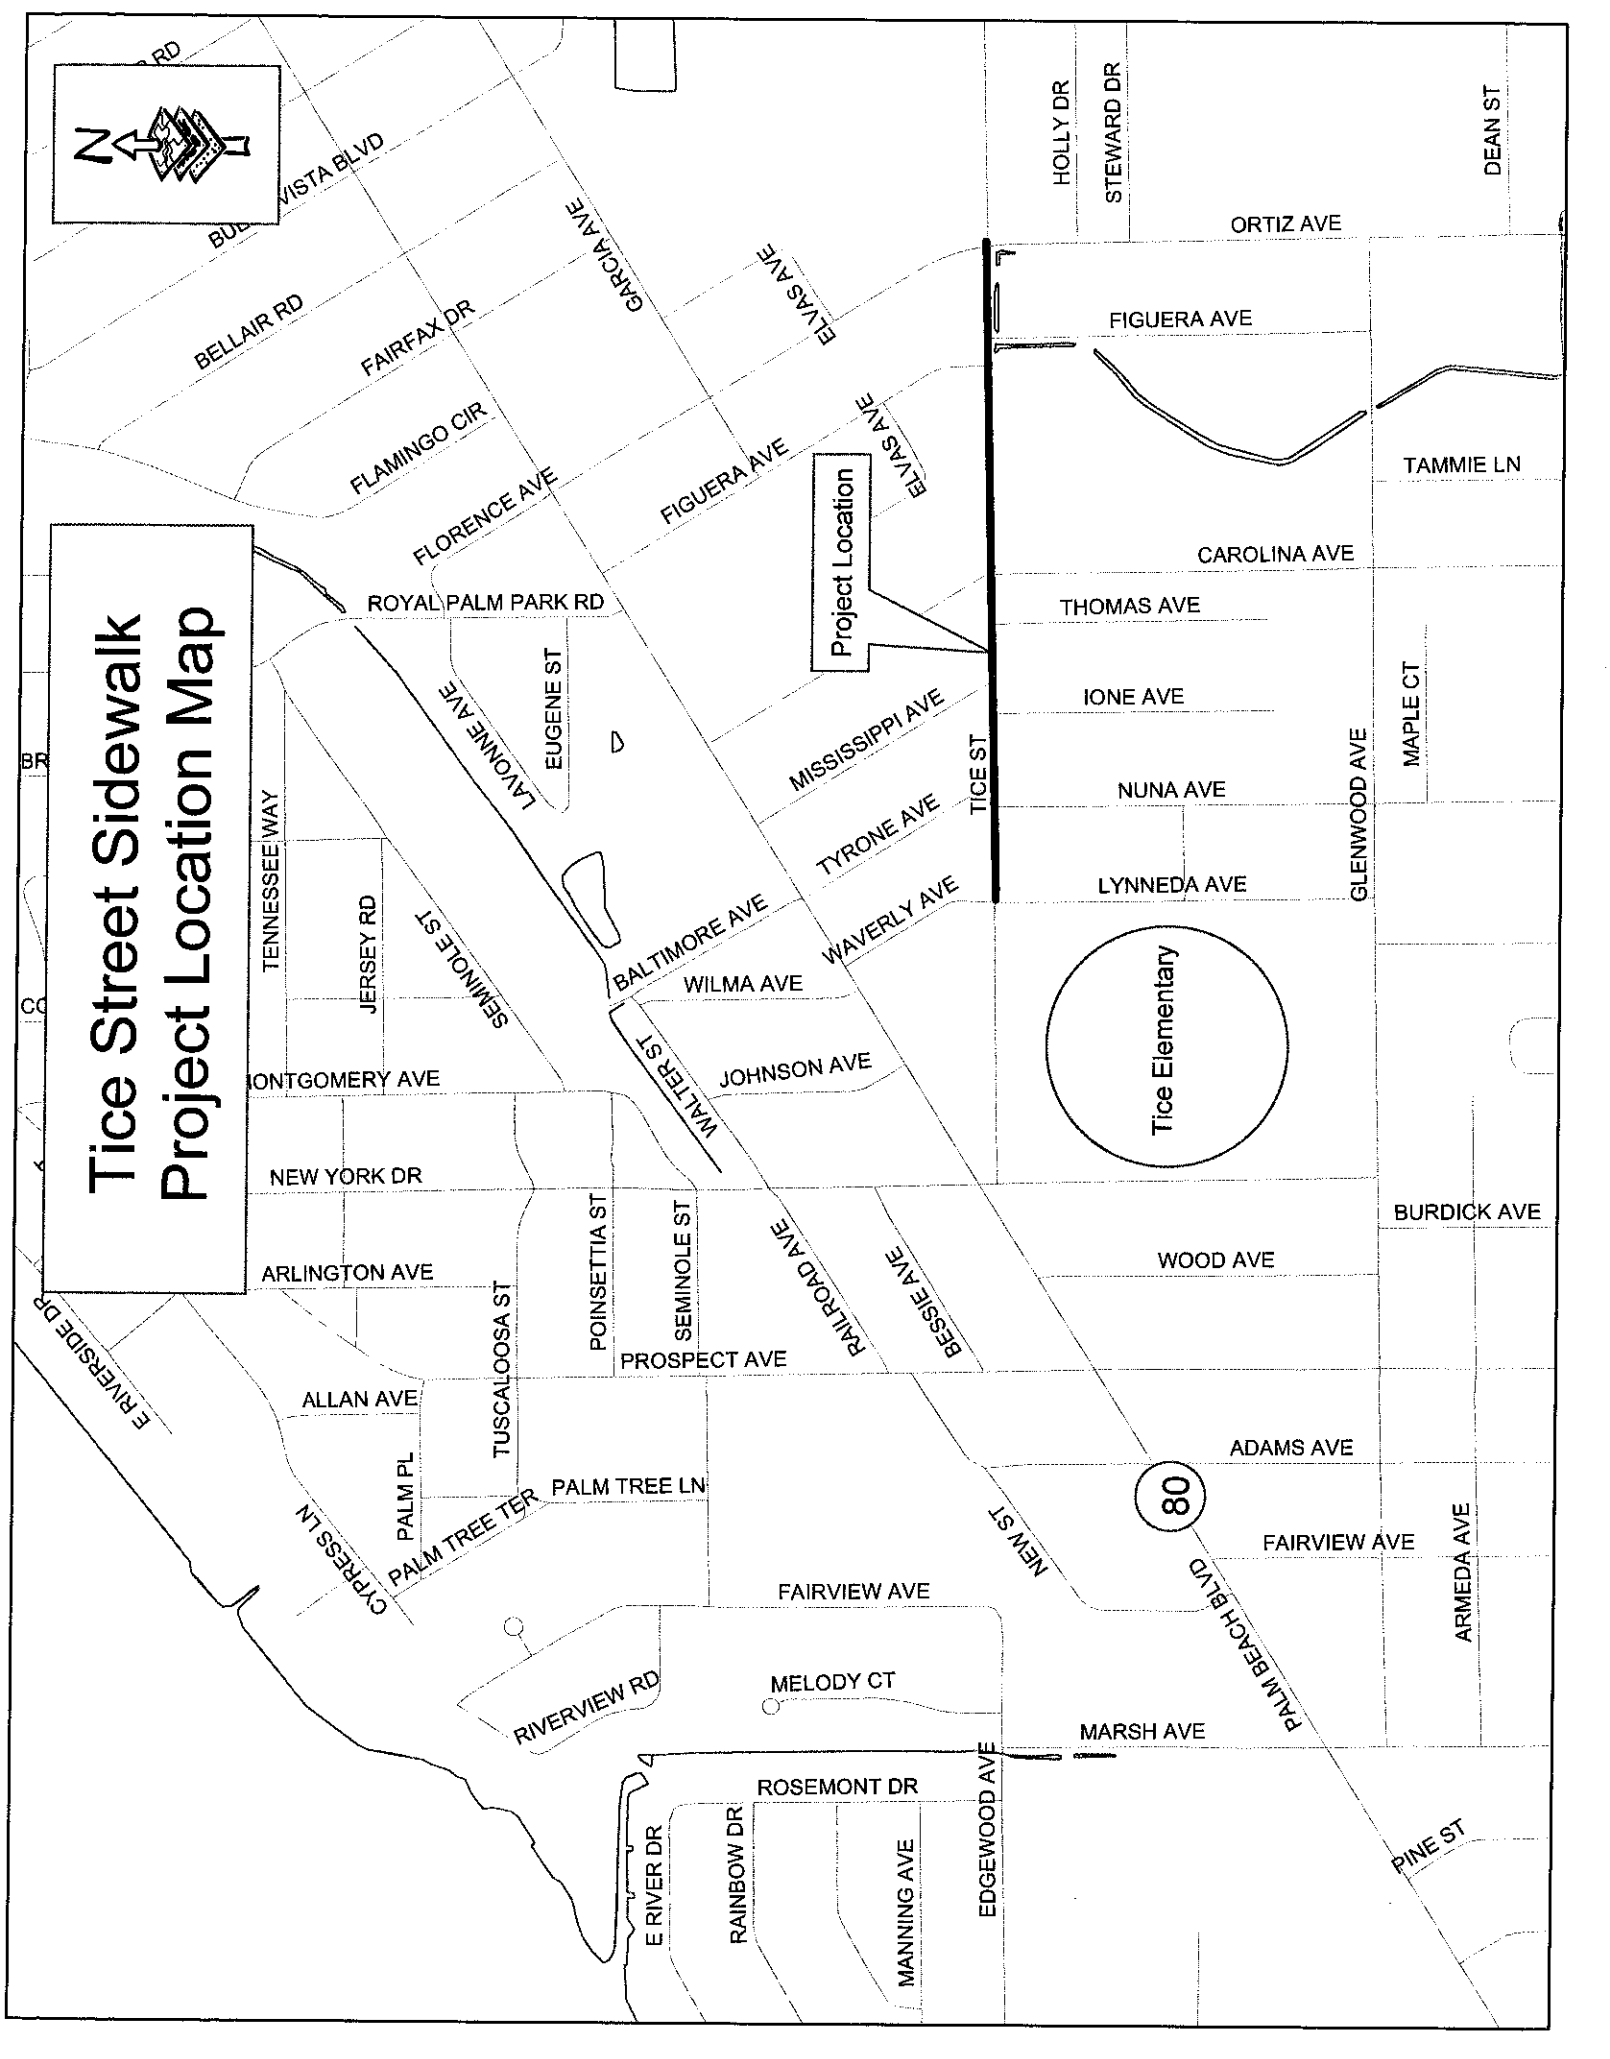 Tice Street Sidewalk
Project Location Map
N
RD
VISTA BLVD
BELLAIR RD
FAIRFAX DR
FLAMINGO CIR
FLORENCE AVE
GARCIA AVE
ELVAS AVE
ELVAS AVE
FIGUERA AVE
ROYAL PALM PARK RD
LAVONNE AVE
EUGENE ST
TENNESSEE WAY
JERSEY RD
SEMINOLE ST
MISSISSIPPI AVE
TYRONE AVE
WAVERLY AVE
BALTIMORE AVE
WILMA AVE
JOHNSON AVE
WALTER ST
ONTGOMERY AVE
NEW YORK DR
ARLINGTON AVE
E RIVERSIDE DR
ALLAN AVE
PALM PL
TUSCALOOSA ST
POINSETTIA ST
SEMINOLE ST
PROSPECT AVE
RAILROAD AVE
BESSIE AVE
CYPRESS LN
PALM TREE TER
PALM TREE LN
NEW ST
FAIRVIEW AVE
RIVERVIEW RD
MELODY CT
ROSEMONT DR
E RIVER DR
RAINBOW DR
MANNING AVE
EDGEWOOD AVE
MARSH AVE
PALM BEACH BLVD
80
PINE ST
ARMEDA AVE
FAIRVIEW AVE
ADAMS AVE
WOOD AVE
BURDICK AVE
Tice Elementary
Project Location
TICE ST
LYNNEDA AVE
NUNA AVE
IONE AVE
THOMAS AVE
CAROLINA AVE
GLENWOOD AVE
MAPLE CT
TAMMIE LN
FIGUERA AVE
ORTIZ AVE
HOLLY DR
STEWARD DR
DEAN ST
BR